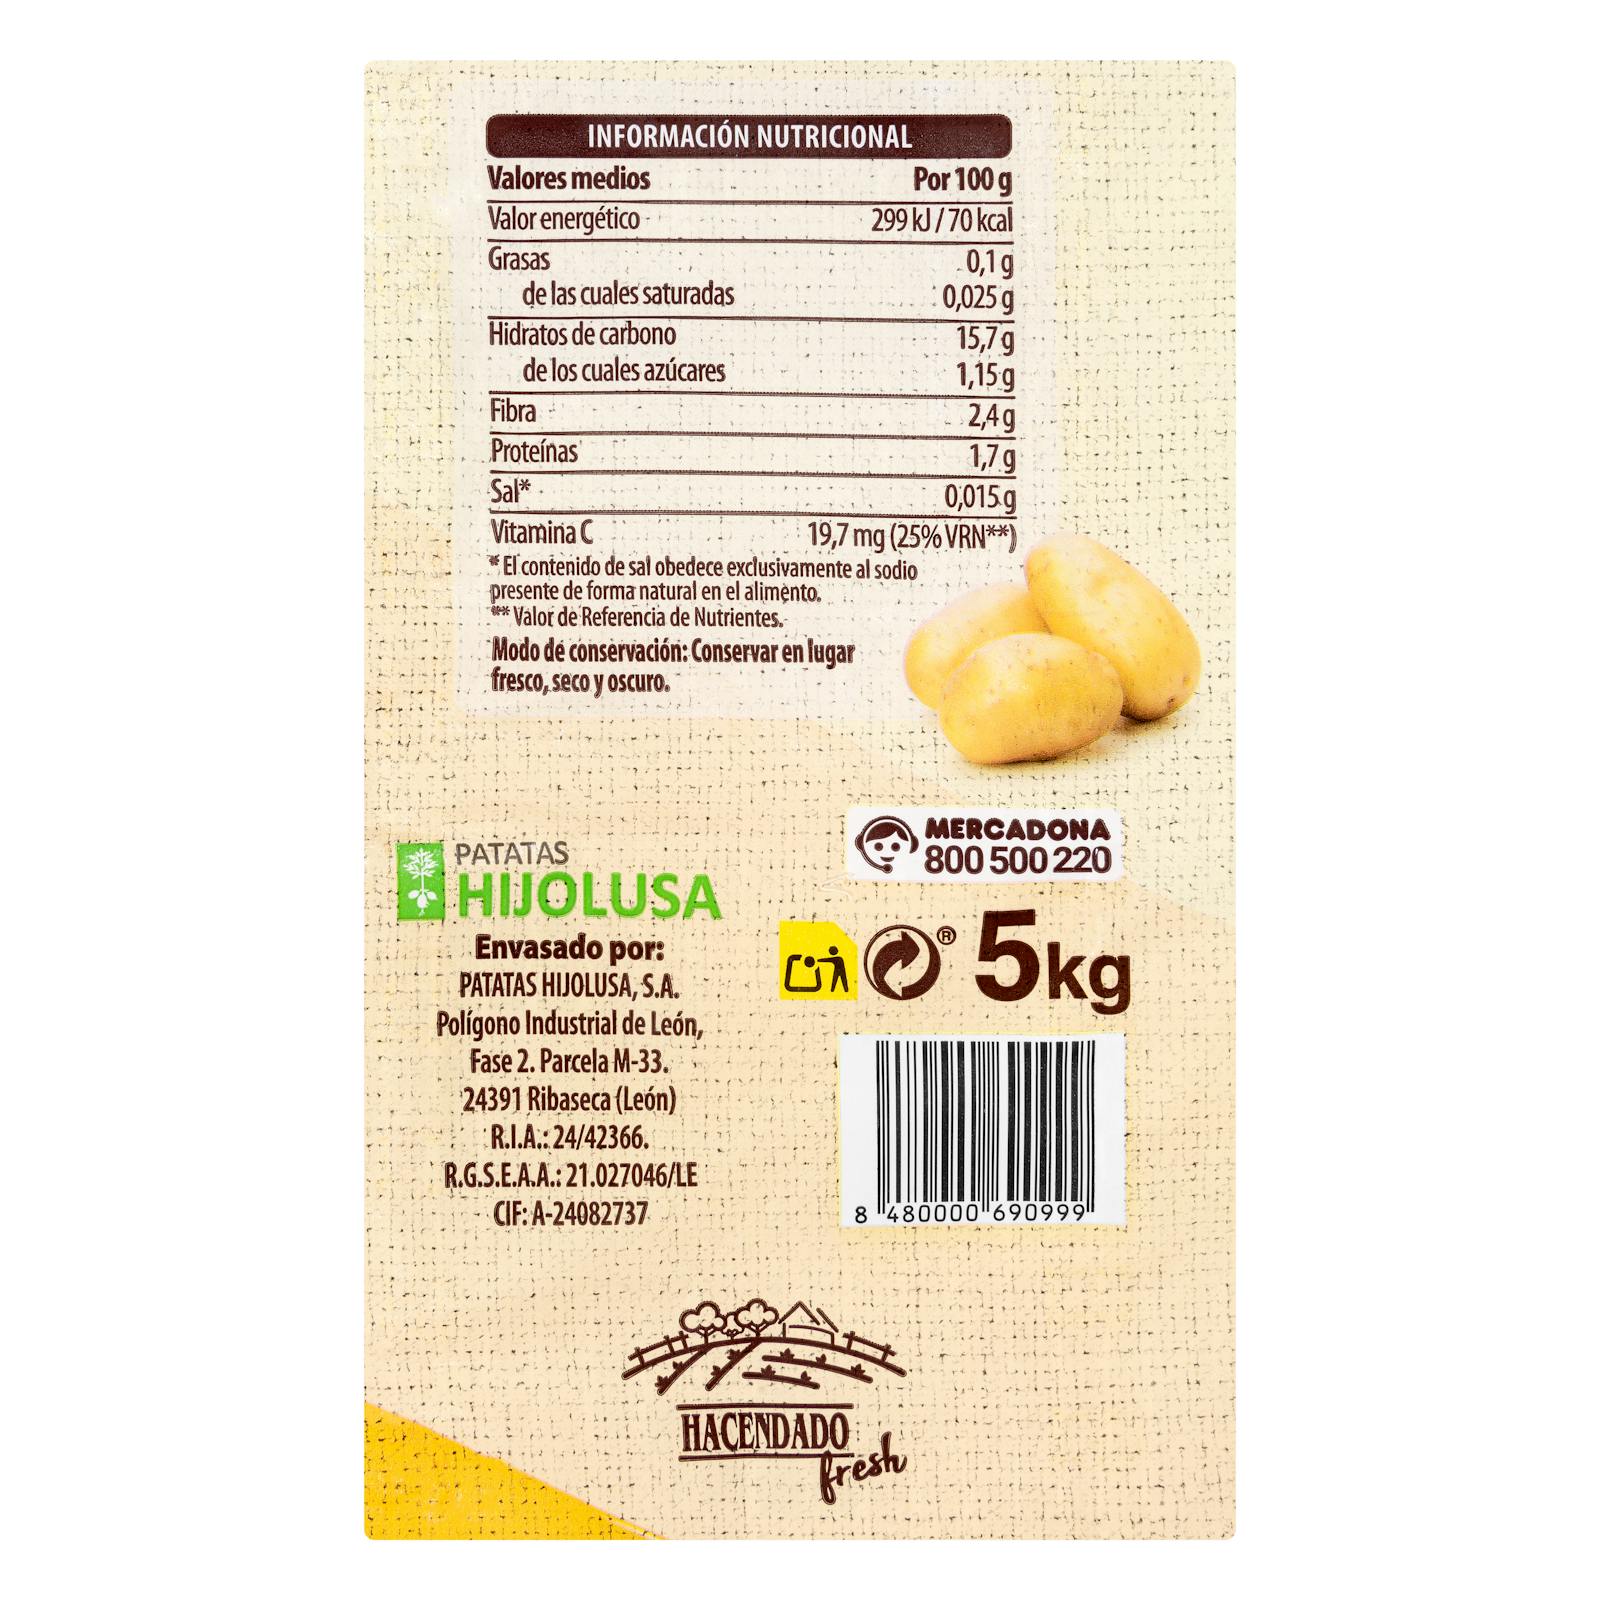 INFORMACIÓN NUTRICIONAL
Valores medios Por 100 g
Valor energético 299 kJ / 70 kcal
Grasas 0,1 g
de las cuales saturadas 0,025 g
Hidratos de carbono 15,7 g
de los cuales azúcares 1,15 g
Fibra 2,4 g
Proteínas 1,7 g
Sal* 0,015 g
Vitamina C 19,7 mg (25% VRN**)
* El contenido de sal obedece exclusivamente al sodio
presente de forma natural en el alimento.
** Valor de Referencia de Nutrientes.
Modo de conservación: Conservar en lugar
fresco, seco y oscuro.
MERCADONA
800 500 220
PATATAS
HIJOLUSA
Envasado por:
PATATAS HIJOLUSA, S.A.
Polígono Industrial de León,
Fase 2. Parcela M-33.
24391 Ribaseca (León)
R.I.A.: 24/42366.
R.G.S.E.A.A.: 21.027046/LE
CIF: A-24082737
® 5kg
8 480000 690999
HACENDADO
fresh